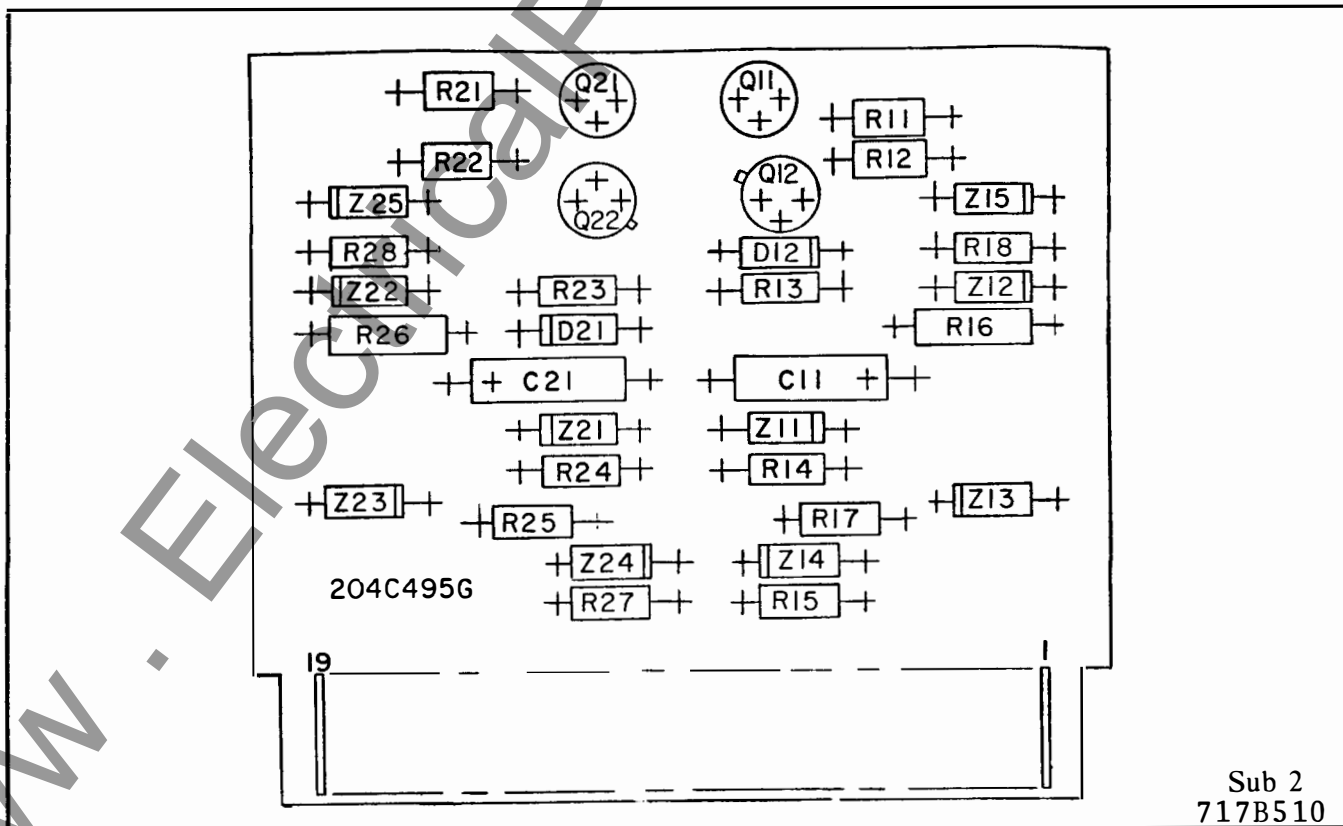 R21 Q21 Q11
R11
R22 R12
Q12
Z25 Z15
Q22
R28 D12 R18
Z22 R23 R13 Z12
R26 D21 R16
+ C21 C11 +
Z21 Z11
R24 R14
Z23 Z13
R25 R17
Z24 Z14
204C495G
R27 R15
19 1
Sub 2
717B510
w . ElectricalP